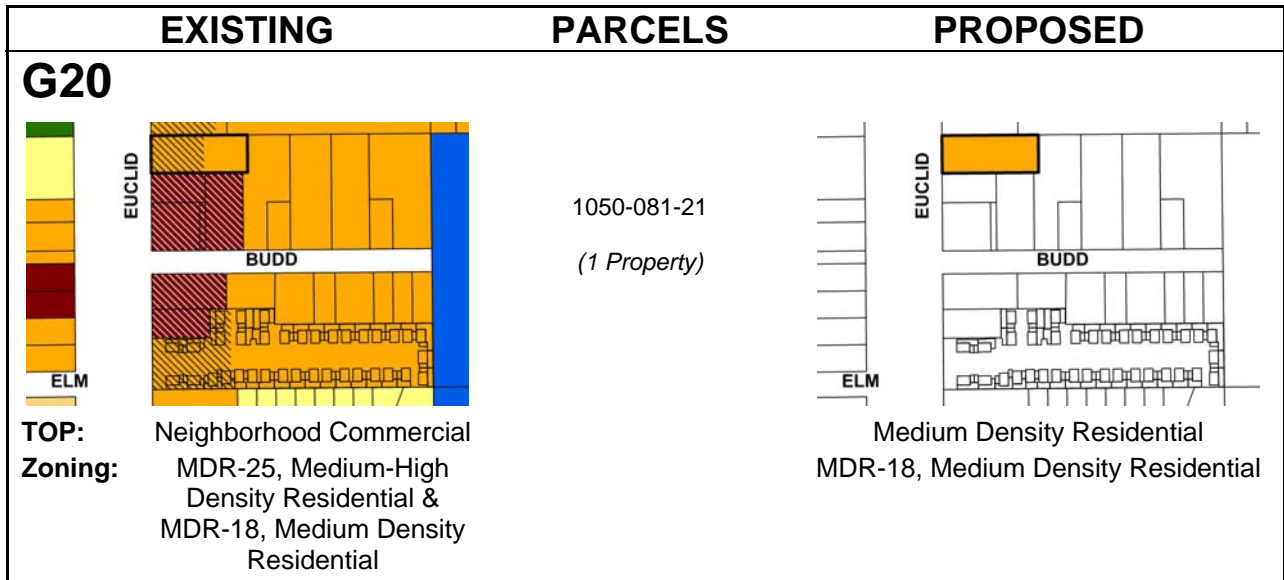 EXISTING PARCELS PROPOSED
G20
EUCLID
BUDD
ELM
1050-081-21
(1 Property)
EUCLID
BUDD
ELM
TOP: Neighborhood Commercial Medium Density Residential
Zoning: MDR-25, Medium-High MDR-18, Medium Density Residential
Density Residential &
MDR-18, Medium Density
Residential